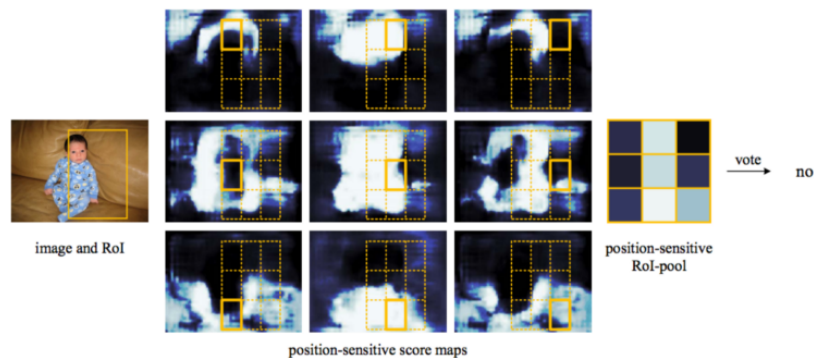 image and RoI
position-sensitive score maps
position-sensitive
RoI-pool
vote
no